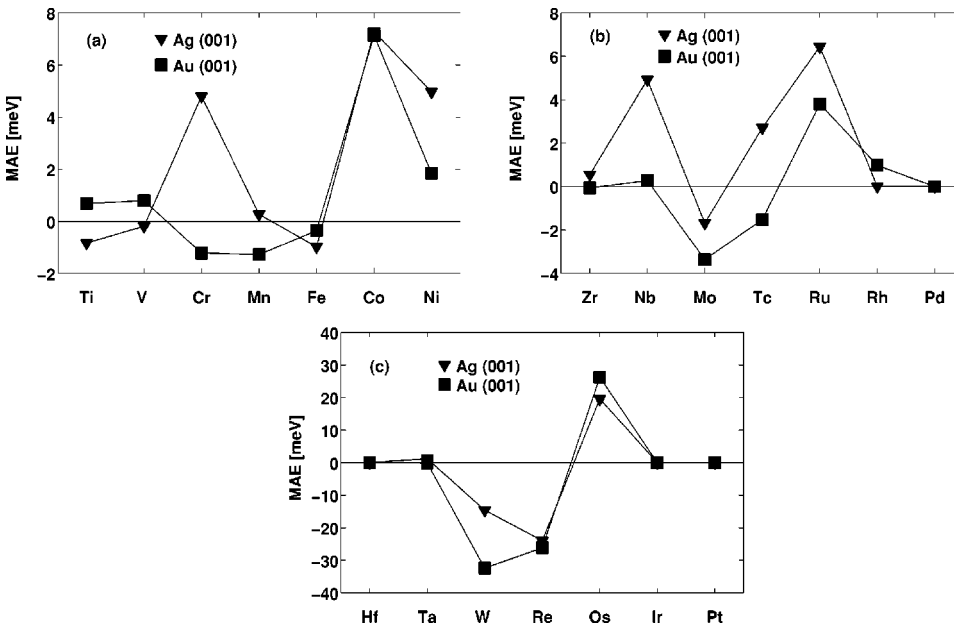 8
6
4
2
0
−2
MAE [meV]
(a)
Ag (001)
Au (001)
Ti V Cr Mn Fe Co Ni
8
6
4
2
0
−2
−4
MAE [meV]
(b)
Ag (001)
Au (001)
Zr Nb Mo Tc Ru Rh Pd
40
30
20
10
0
−10
−20
−30
−40
MAE [meV]
(c)
Ag (001)
Au (001)
Hf Ta W Re Os Ir Pt